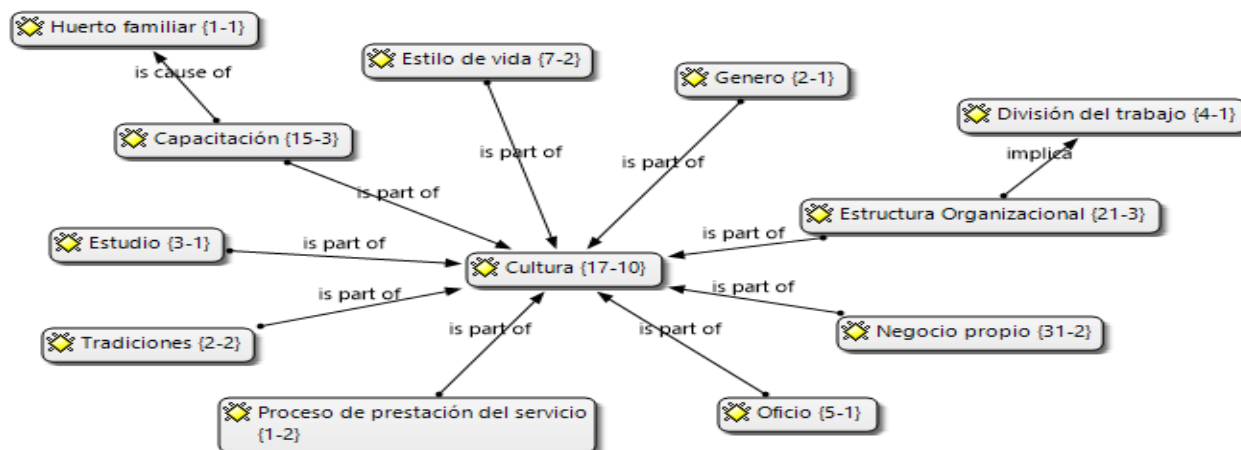 Huerto familiar {1-1}
is cause of
Estilo de vida {7-2}
Genero {2-1}
División del trabajo {4-1}
Capacitación {15-3}
is part of
is part of
implica
is part of
Estructura Organizacional {21-3}
Estudio {3-1}
is part of
is part of
Cultura {17-10}
is part of
is part of
Tradiciones {2-2}
is part of
is part of
Negocio propio {31-2}
Proceso de prestación del servicio
{1-2}
Oficio {5-1}